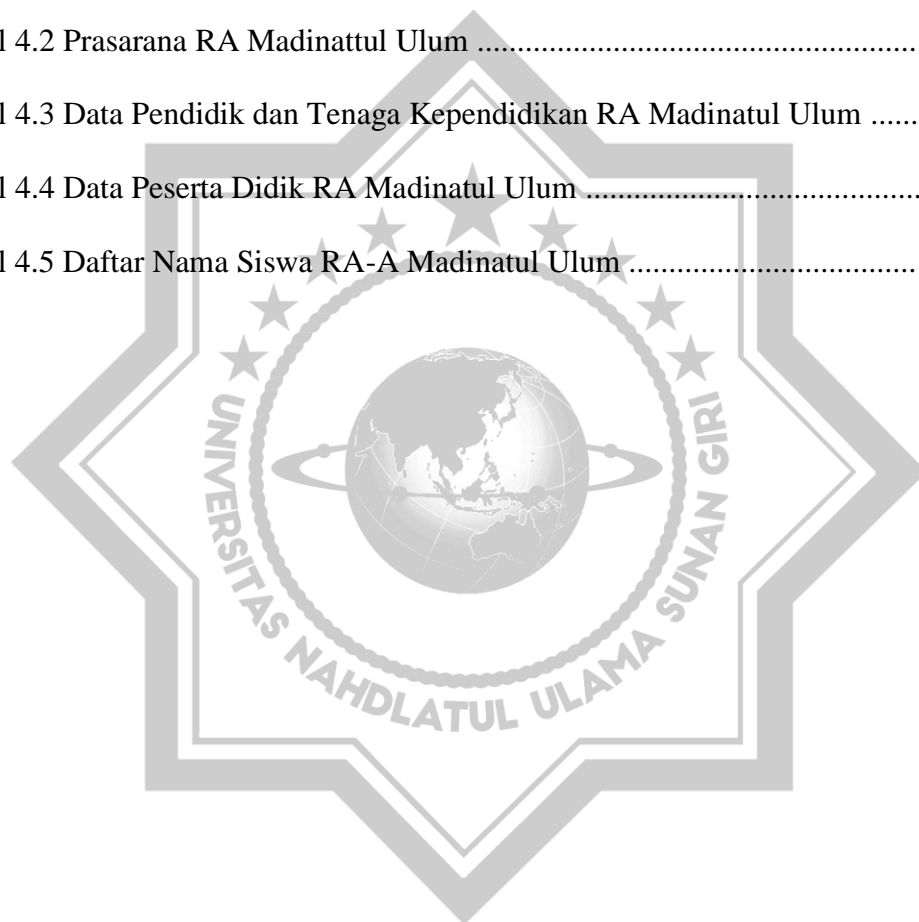 l 4.2 Prasarana RA Madinattul Ulum ...............................................
l 4.3 Data Pendidik dan Tenaga Kependidikan RA Madinatul Ulum ......
l 4.4 Data Peserta Didik RA Madinatul Ulum ....................................
l 4.5 Daftar Nama Siswa RA-A Madinatul Ulum ...............................
UNIVERSITAS NAHDLATUL ULAMA SUNAN GIRI